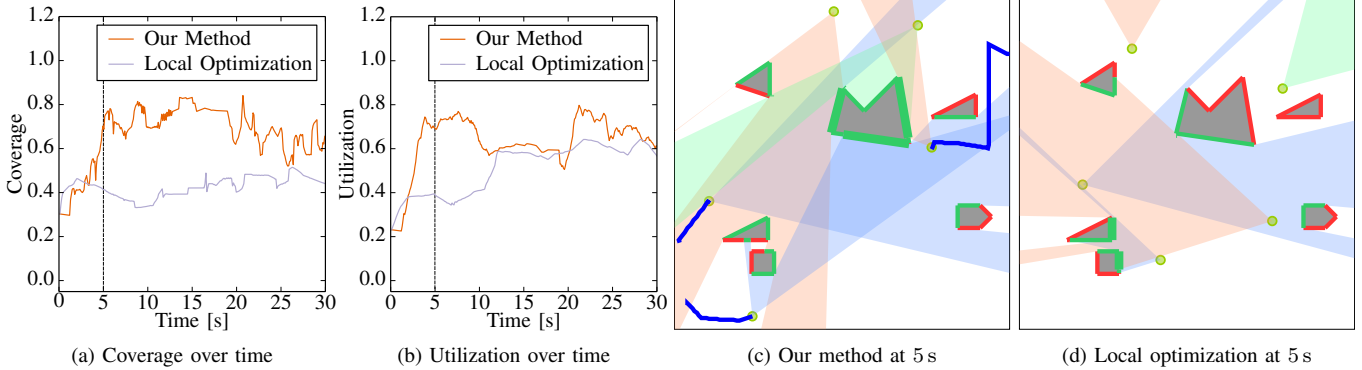 1.2
1.0
0.8
0.6
0.4
0.2
0.0
Coverage
Our Method
Local Optimization
0 5 10 15 20 25 30
Time [s]
(a) Coverage over time
1.2
1.0
0.8
0.6
0.4
0.2
0.0
Utilization
Our Method
Local Optimization
0 5 10 15 20 25 30
Time [s]
(b) Utilization over time
(c) Our method at 5 s
(d) Local optimization at 5 s